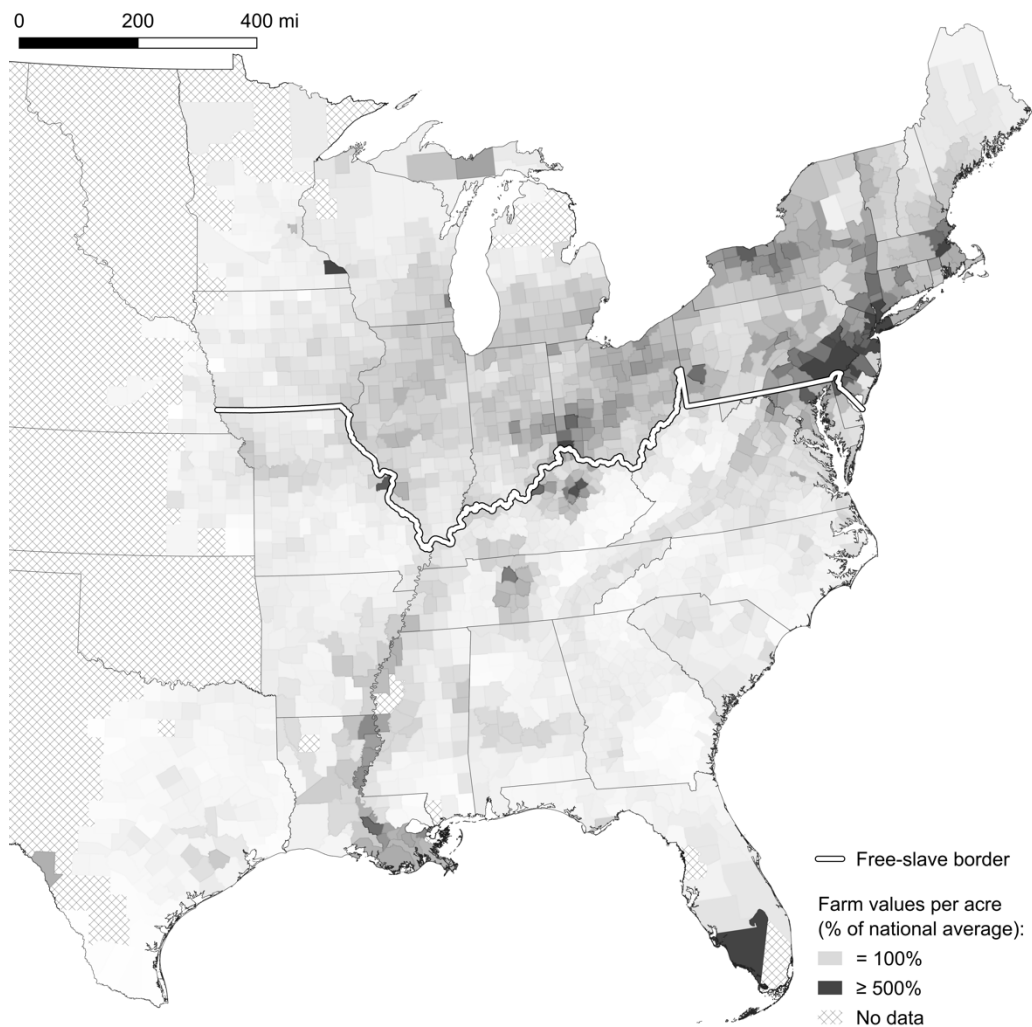 0 200 400 mi
Free-slave border
Farm values per acre
(% of national average):
= 100%
≥ 500%
No data